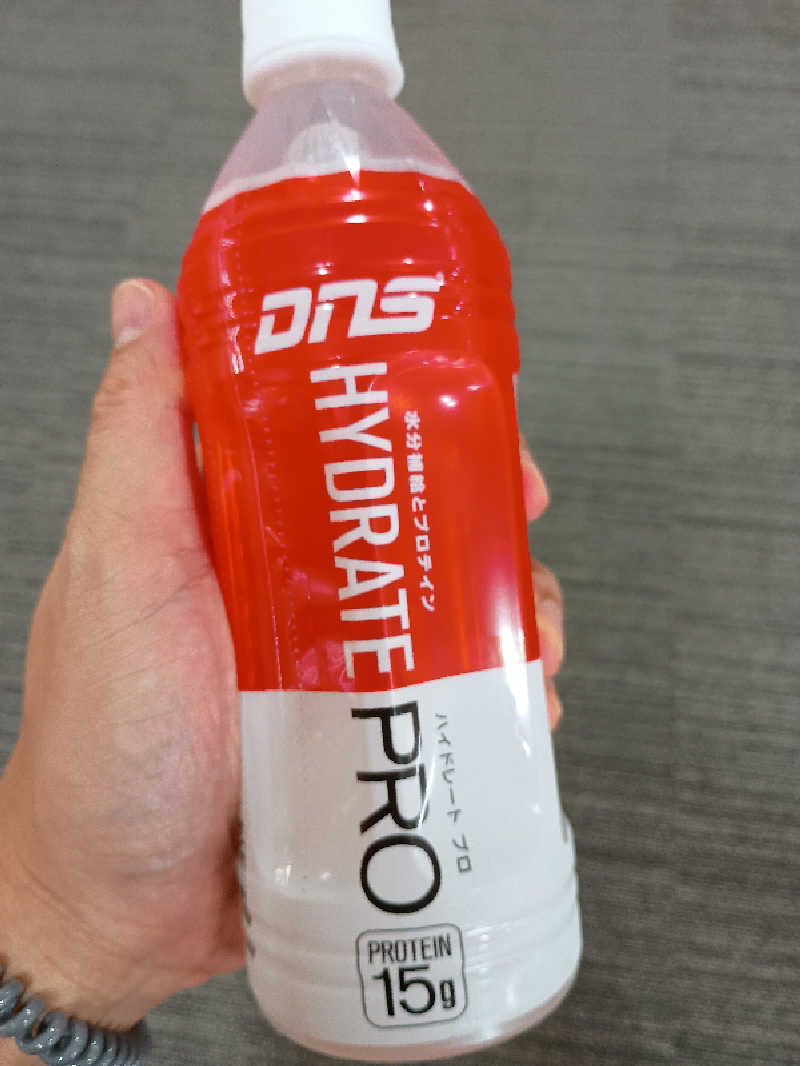 DNS
HYDRATE PRO
水分補給とプロテイン
ハイドレート プロ
PROTEIN
15g